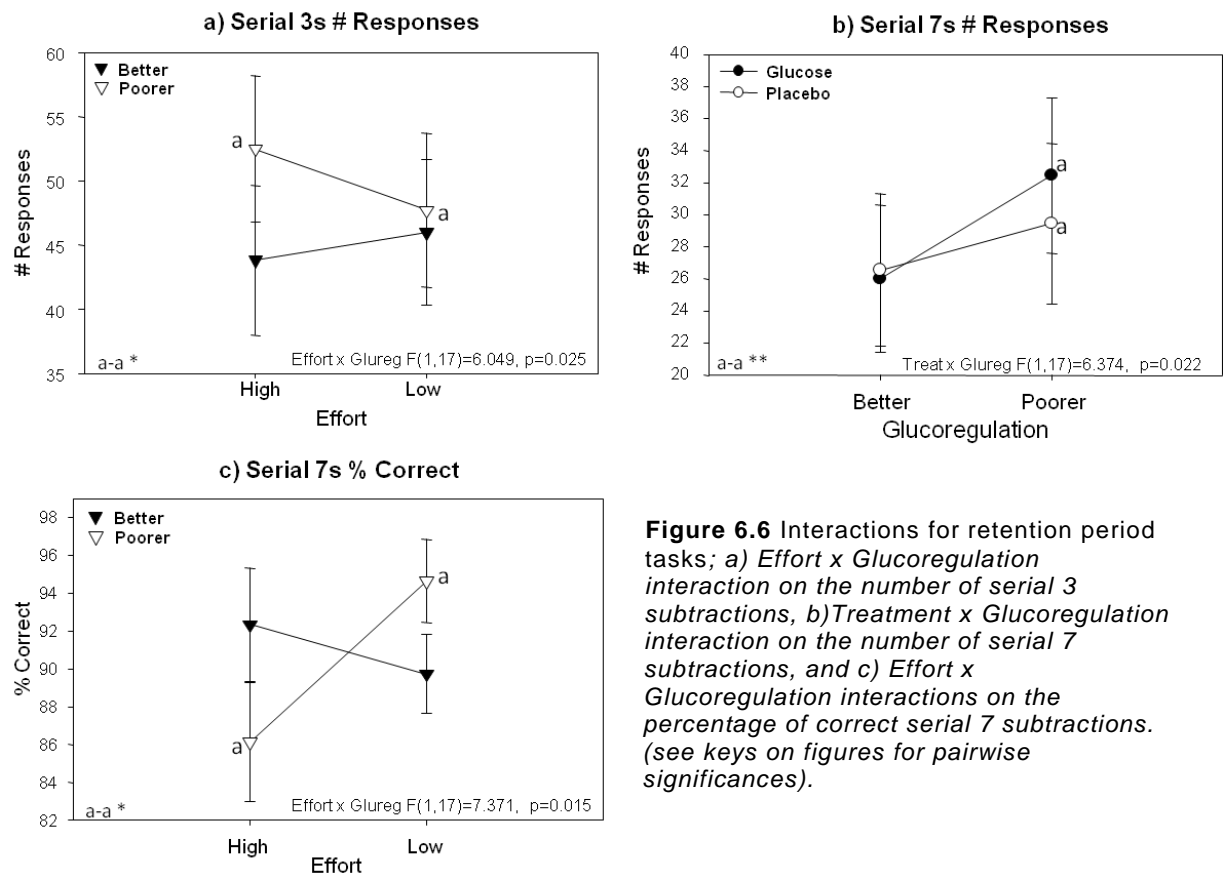 a) Serial 3s # Responses
60
55
50
45
40
35
# Responses
Better
Poorer
a
a
a-a *
Effort x Glureg F(1,17)=6.049, p=0.025
High
Low
Effort
b) Serial 7s # Responses
40
38
36
34
32
30
28
26
24
22
20
# Responses
Glucose
Placebo
a
a
a-a **
Treat x Glureg F(1,17)=6.374, p=0.022
Better
Poorer
Glucoregulation
c) Serial 7s % Correct
98
96
94
92
90
88
86
84
82
% Correct
Better
Poorer
a
a
a-a *
Effort x Glureg F(1,17)=7.371, p=0.015
High
Low
Effort
Figure 6.6 Interactions for retention period
tasks; a) Effort x Glucoregulation
interaction on the number of serial 3
subtractions, b)Treatment x Glucoregulation
interaction on the number of serial 7
subtractions, and c) Effort x
Glucoregulation interactions on the
percentage of correct serial 7 subtractions.
(see keys on figures for pairwise
significances).